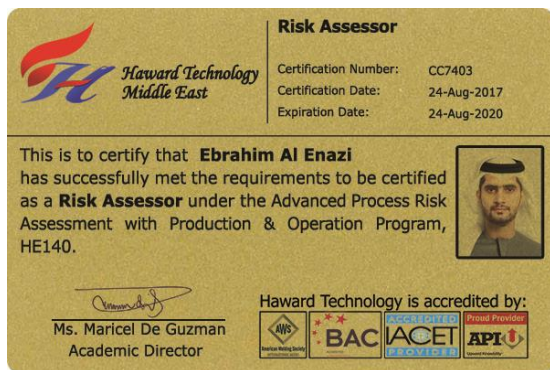 Haward Technology
Middle East
Risk Assessor
Certification Number: CC7403
Certification Date: 24-Aug-2017
Expiration Date: 24-Aug-2020
This is to certify that Ebrahim Al Enazi
has successfully met the requirements to be certified
as a Risk Assessor under the Advanced Process Risk
Assessment with Production & Operation Program,
HE140.
Ms. Maricel De Guzman
Academic Director
Haward Technology is accredited by:
AWS
American Welding Society
BAC
ACCREDITED
IACET
PROVIDER
Proud Provider
API U